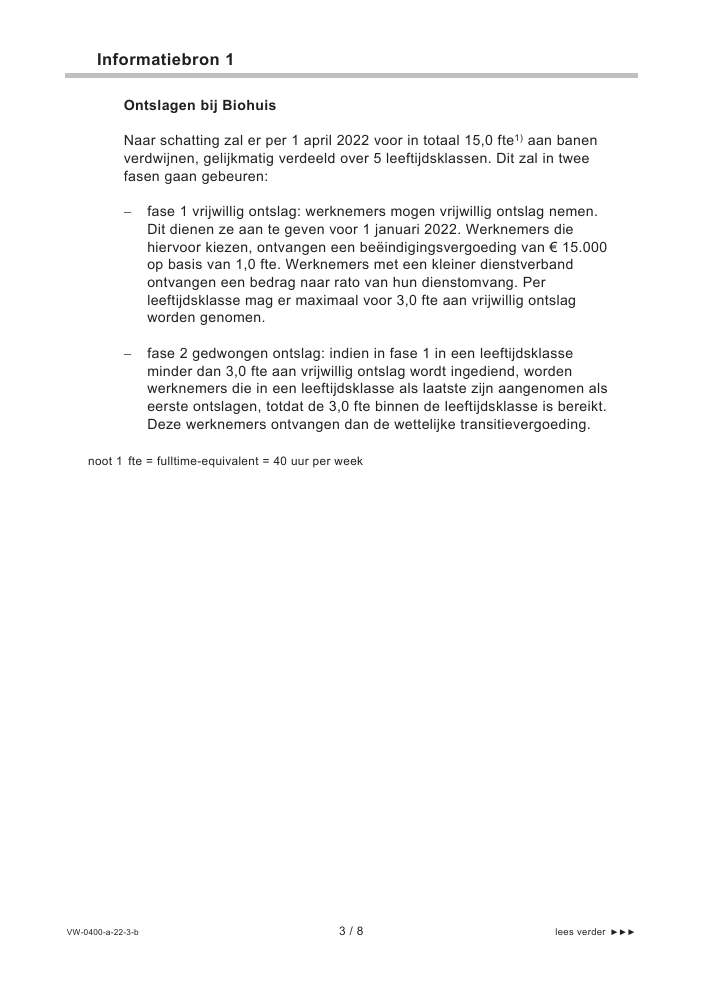 Informatiebron 1
Ontslagen bij Biohuis
Naar schatting zal er per 1 april 2022 voor in totaal 15,0 fte1) aan banen
verdwijnen, gelijkmatig verdeeld over 5 leeftijdsklassen. Dit zal in twee
fasen gaan gebeuren:
– fase 1 vrijwillig ontslag: werknemers mogen vrijwillig ontslag nemen.
Dit dienen ze aan te geven voor 1 januari 2022. Werknemers die
hiervoor kiezen, ontvangen een beëindigingsvergoeding van € 15.000
op basis van 1,0 fte. Werknemers met een kleiner dienstverband
ontvangen een bedrag naar rato van hun dienstomvang. Per
leeftijdsklasse mag er maximaal voor 3,0 fte aan vrijwillig ontslag
worden genomen.
– fase 2 gedwongen ontslag: indien in fase 1 in een leeftijdsklasse
minder dan 3,0 fte aan vrijwillig ontslag wordt ingediend, worden
werknemers die in een leeftijdsklasse als laatste zijn aangenomen als
eerste ontslagen, totdat de 3,0 fte binnen de leeftijdsklasse is bereikt.
Deze werknemers ontvangen dan de wettelijke transitievergoeding.
noot 1 fte = fulltime-equivalent = 40 uur per week
VW-0400-a-22-3-b 3 / 8 lees verder ►►►